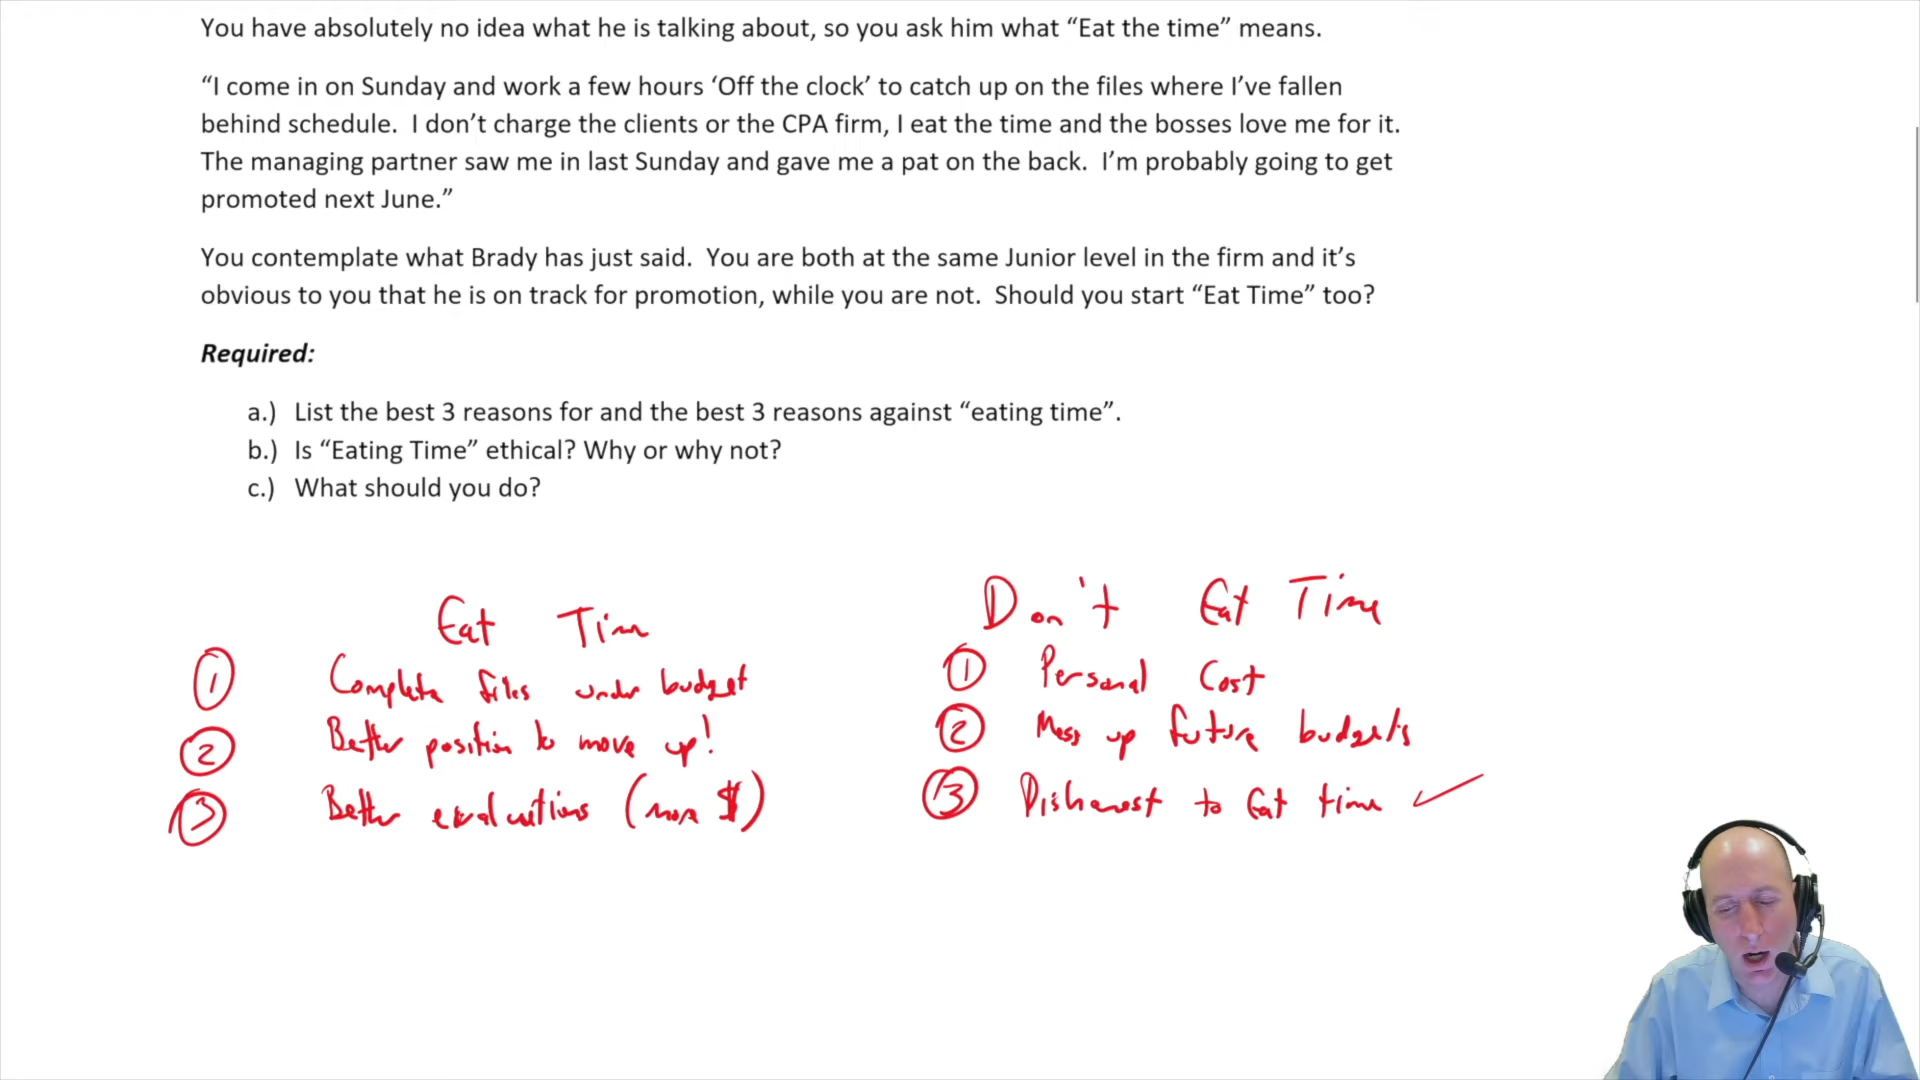 You have absolutely no idea what he is talking about, so you ask him what “Eat the time” means.
“I come in on Sunday and work a few hours ‘Off the clock’ to catch up on the files where I’ve fallen
behind schedule. I don’t charge the clients or the CPA firm, I eat the time and the bosses love me for it.
The managing partner saw me in last Sunday and gave me a pat on the back. I’m probably going to get
promoted next June.”
You contemplate what Brady has just said. You are both at the same Junior level in the firm and it’s
obvious to you that he is on track for promotion, while you are not. Should you start “Eat Time” too?
Required:
a.) List the best 3 reasons for and the best 3 reasons against “eating time”.
b.) Is “Eating Time” ethical? Why or why not?
c.) What should you do?
Eat Time
1 Complete files under budget
2 Better position to move up!
3 Better evaluations (more $)
Don't Eat Time
1 Personal Cost
2 Mess up future budgets
3 Dishonest to Eat time ✓